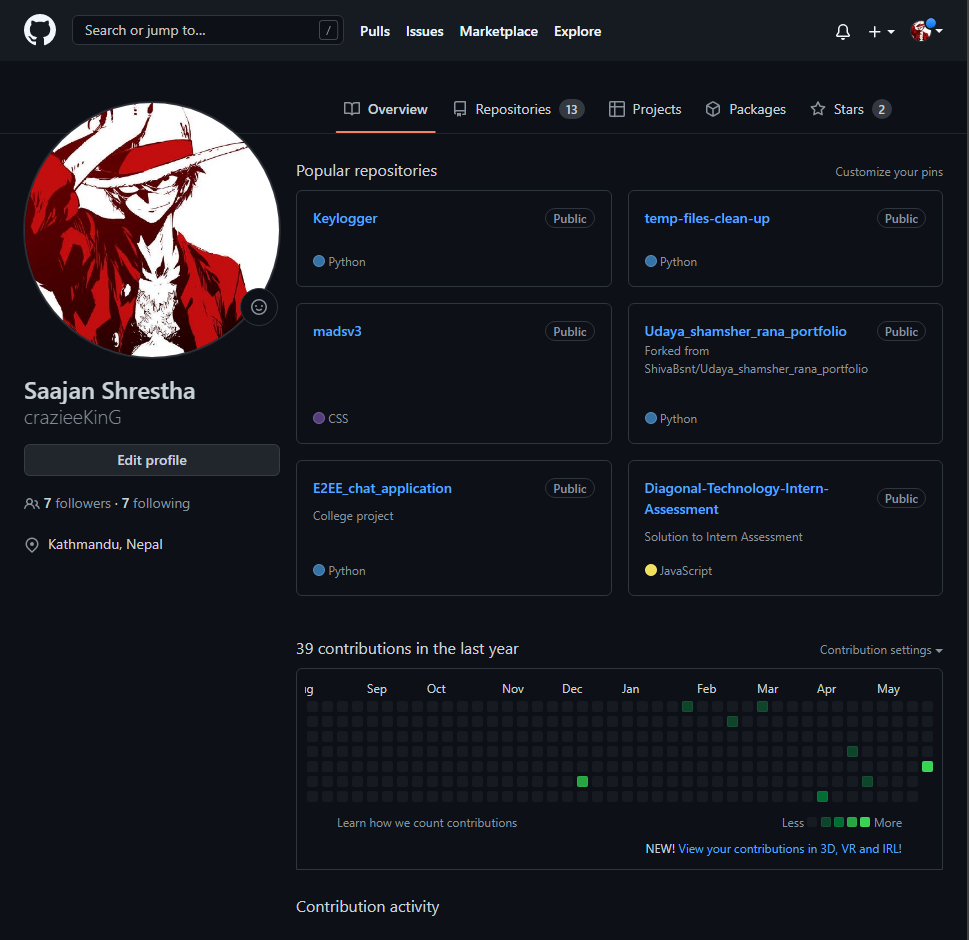 Search or jump to... /
Pulls Issues Marketplace Explore
Overview Repositories 13 Projects Packages Stars 2
Saajan Shrestha
crazieeKinG
Edit profile
7 followers · 7 following
Kathmandu, Nepal
Popular repositories
Customize your pins
Keylogger Public
Python
temp-files-clean-up Public
Python
madsv3 Public
CSS
Udaya_shamsher_rana_portfolio Public
Forked from
ShivaBsnt/Udaya_shamsher_rana_portfolio
Python
E2EE_chat_application Public
College project
Python
Diagonal-Technology-Intern-
Assessment Public
Solution to Intern Assessment
JavaScript
39 contributions in the last year
Contribution settings
ug Sep Oct Nov Dec Jan Feb Mar Apr May
Learn how we count contributions
Less More
NEW! View your contributions in 3D, VR and IRL!
Contribution activity